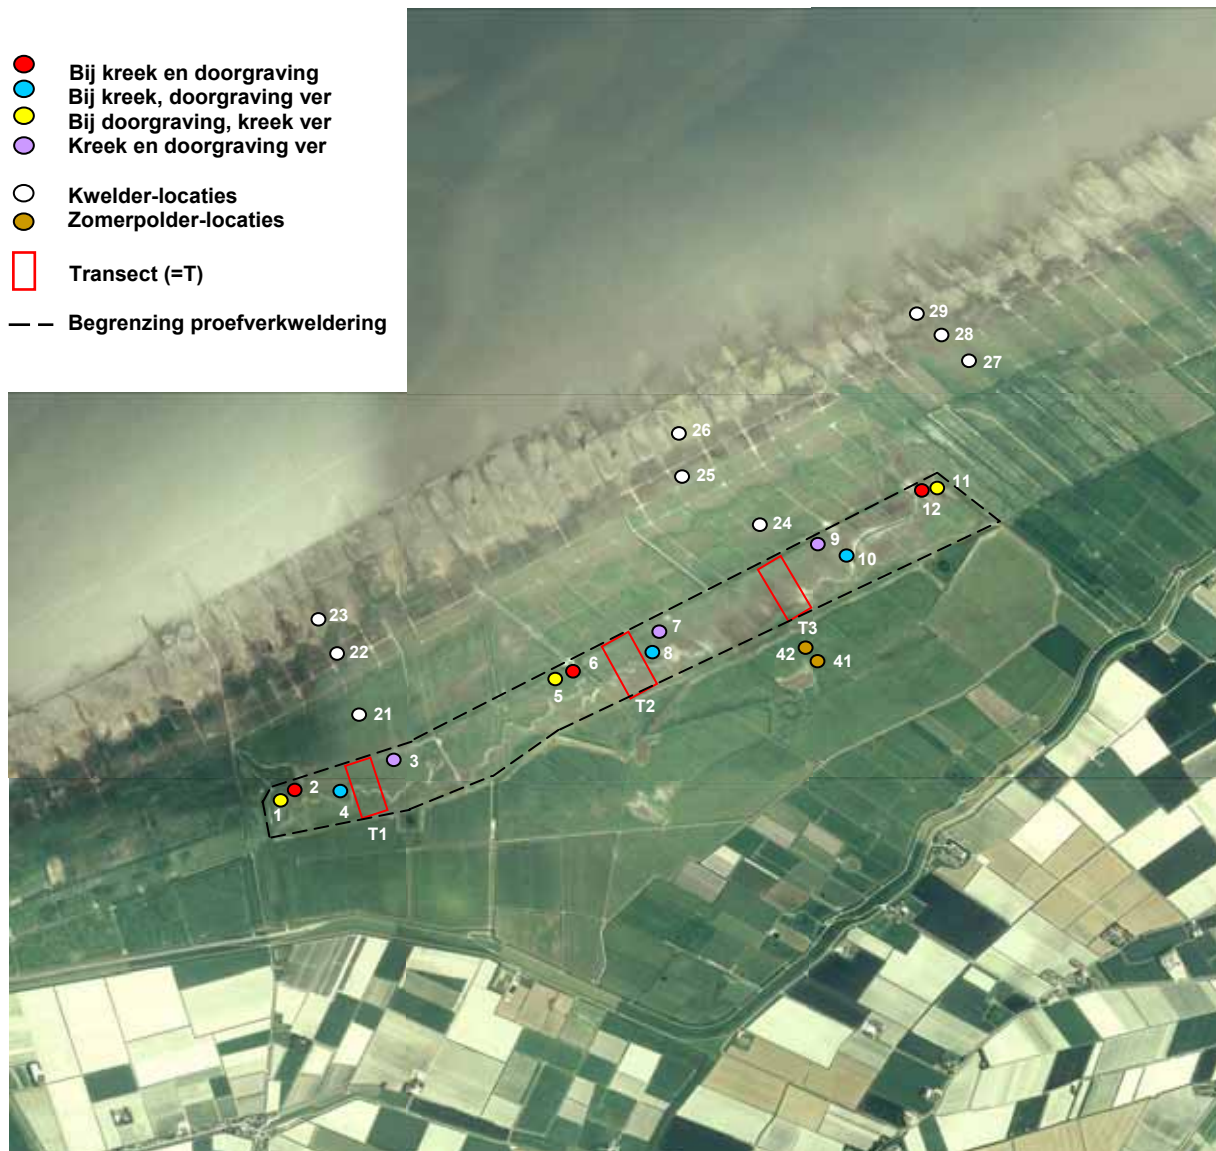 Bij kreek en doorgraving
Bij kreek, doorgraving ver
Bij doorgraving, kreek ver
Kreek en doorgraving ver
Kwelder-locaties
Zomerpolder-locaties
Transect (=T)
Begrenzing proefverkweldering
29
28
27
26
25
24
11
12
9
10
23
22
21
7
8
6
5
T3
42
41
T2
3
2
1
4
T1